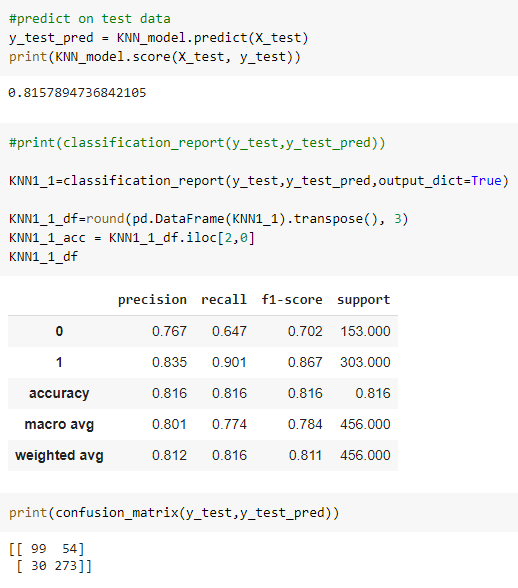 #predict on test data
y_test_pred = KNN_model.predict(X_test)
print(KNN_model.score(X_test, y_test))
0.8157894736842105
#print(classification_report(y_test,y_test_pred))
KNN1_1=classification_report(y_test,y_test_pred,output_dict=True)
KNN1_1_df=round(pd.DataFrame(KNN1_1).transpose(), 3)
KNN1_1_acc = KNN1_1_df.iloc[2,0]
KNN1_1_df
precision recall f1-score support
0 0.767 0.647 0.702 153.000
1 0.835 0.901 0.867 303.000
accuracy 0.816 0.816 0.816 0.816
macro avg 0.801 0.774 0.784 456.000
weighted avg 0.812 0.816 0.811 456.000
print(confusion_matrix(y_test,y_test_pred))
[[ 99 54]
[ 30 273]]